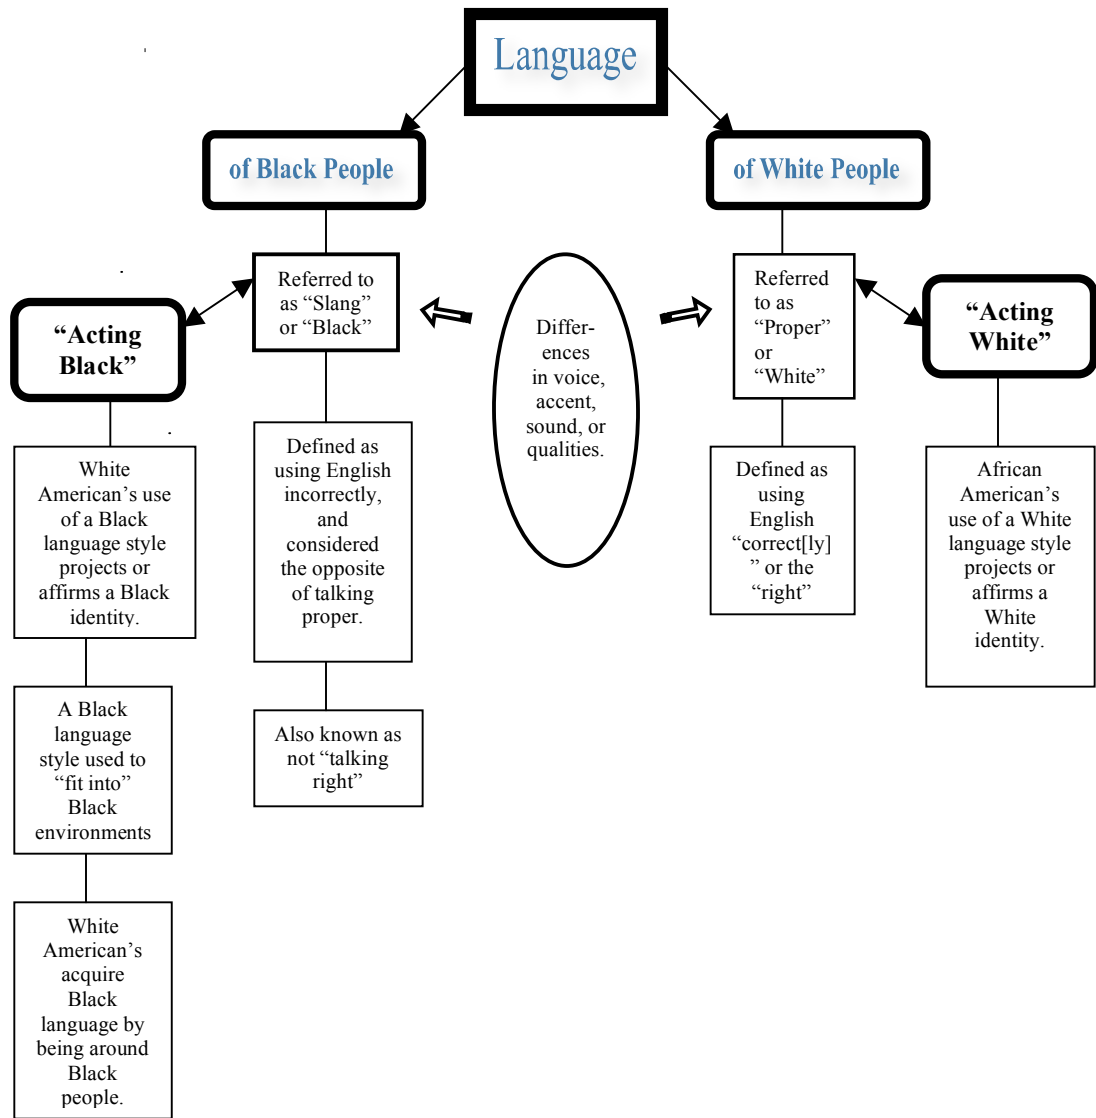 Language
of Black People
of White People
Referred to
as “Slang”
or “Black”
“Acting
Black”
White
American’s use
of a Black
language style
projects or
affirms a Black
identity.
A Black
language
style used to
“fit into”
Black
environments
White
American’s
acquire
Black
language by
being around
Black
people.
Defined as
using English
incorrectly,
and
considered
the opposite
of talking
proper.
Also known as
not “talking
right”
Differ-
ences
in voice,
accent,
sound, or
qualities.
Referred
to as
“Proper”
or
“White”
Defined as
using
English
“correct[ly]
” or the
“right”
“Acting
White”
African
American’s
use of a White
language style
projects or
affirms a
White
identity.